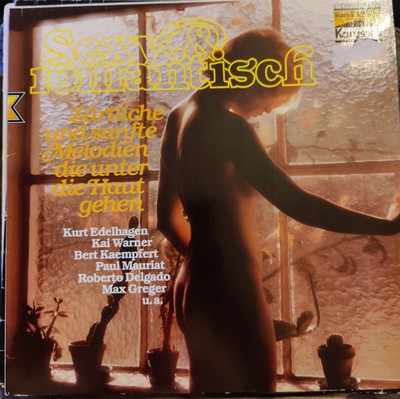 Sexy &
romantisch
Zärtliche
und sanfte
Melodien
die unter
die Haut
gehen
Kurt Edelhagen
Kai Warner
Bert Kaempfert
Paul Mauriat
Roberto Delgado
Max Greger
u. a.